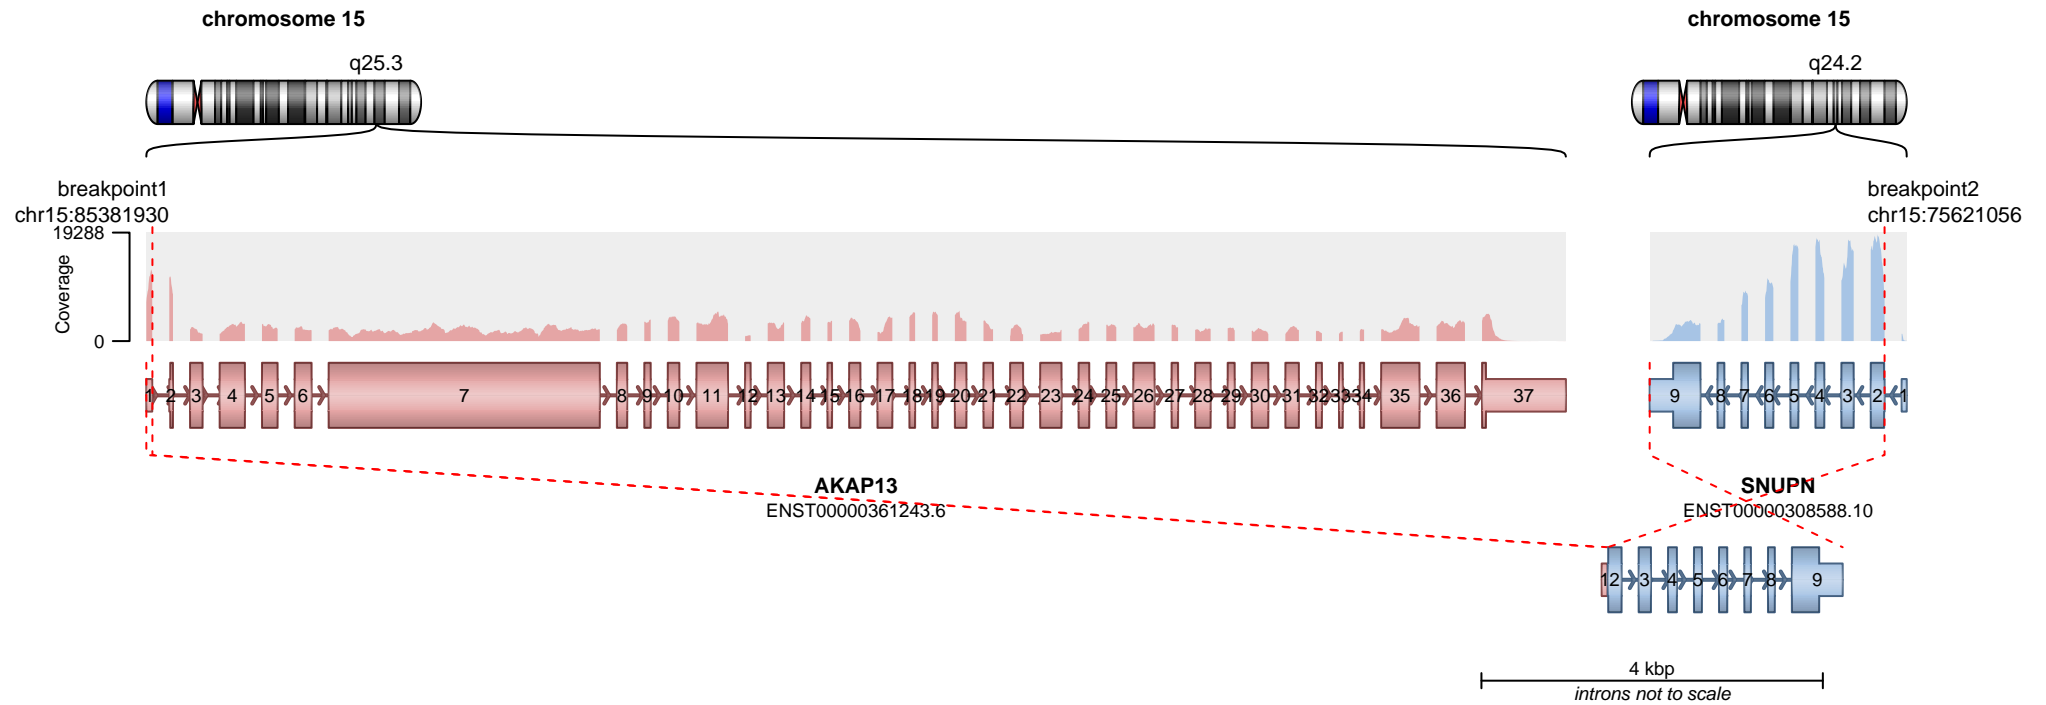 chromosome 15 chromosome 15
q25.3 q24.2
breakpoint1 breakpoint2
chr15:85381930 chr15:75621056
19288
Coverage
0
1 2 3 4 5 6 7 8 9 10 11 12 13 14 15 16 17 18 19 20 21 22 23 24 25 26 27 28 29 30 31 32 33 34 35 36 37 9 8 7 6 5 4 3 2 1
AKAP13 SNUPN
ENST00000361243.6 ENST00000308588.10
1 2 3 4 5 6 7 8 9
4 kbp
introns not to scale